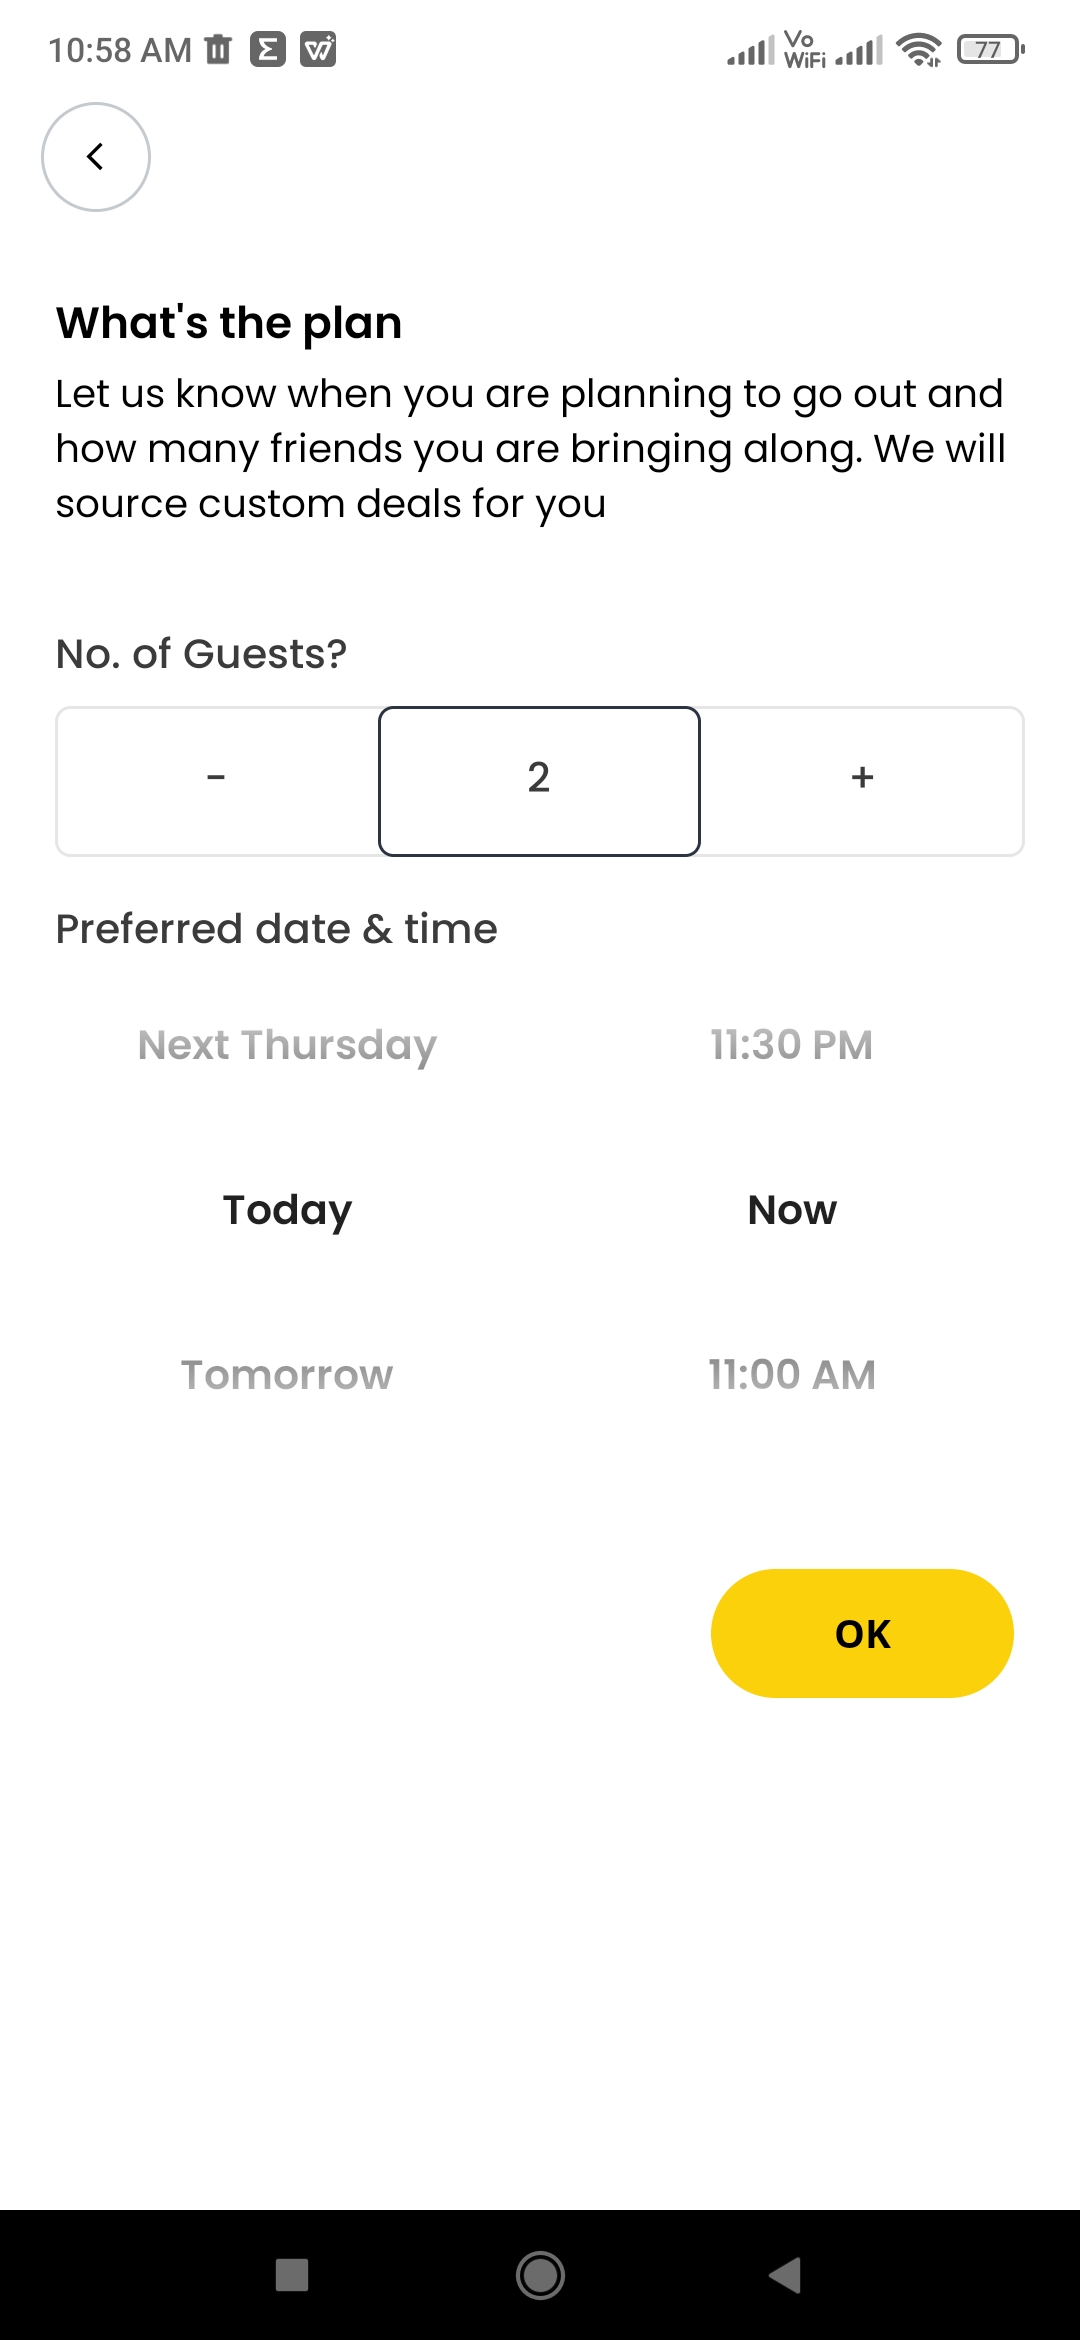 10:58 AM
Vo
WiFi
77
What's the plan
Let us know when you are planning to go out and
how many friends you are bringing along. We will
source custom deals for you
No. of Guests?
- 2 +
Preferred date & time
Next Thursday 11:30 PM
Today Now
Tomorrow 11:00 AM
OK